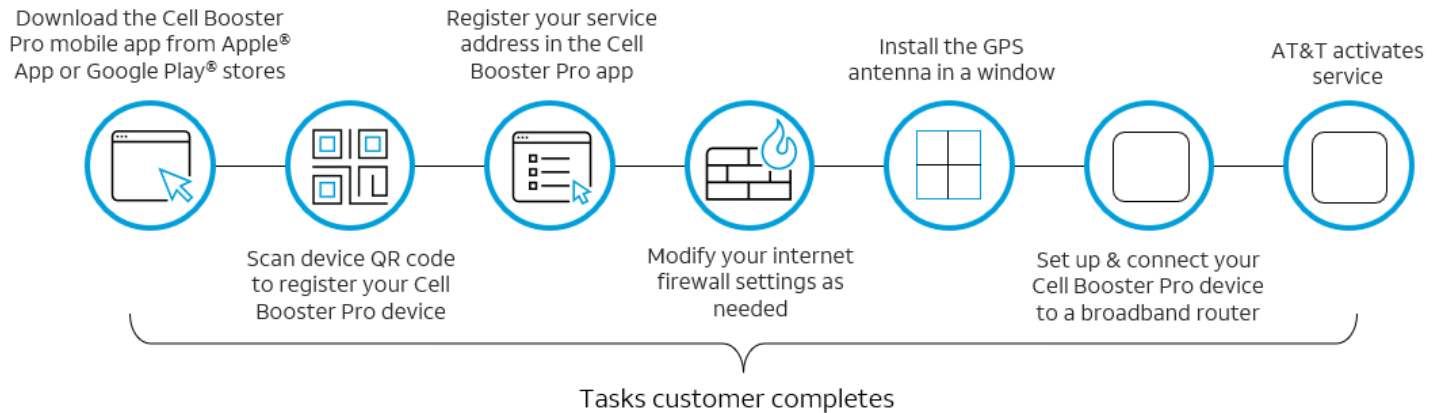 Download the Cell Booster
Pro mobile app from Apple®
App or Google Play® stores
Scan device QR code
to register your Cell
Booster Pro device
Register your service
address in the Cell
Booster Pro app
Modify your internet
firewall settings as
needed
Install the GPS
antenna in a window
Set up & connect your
Cell Booster Pro device
to a broadband router
AT&T activates
service
Tasks customer completes